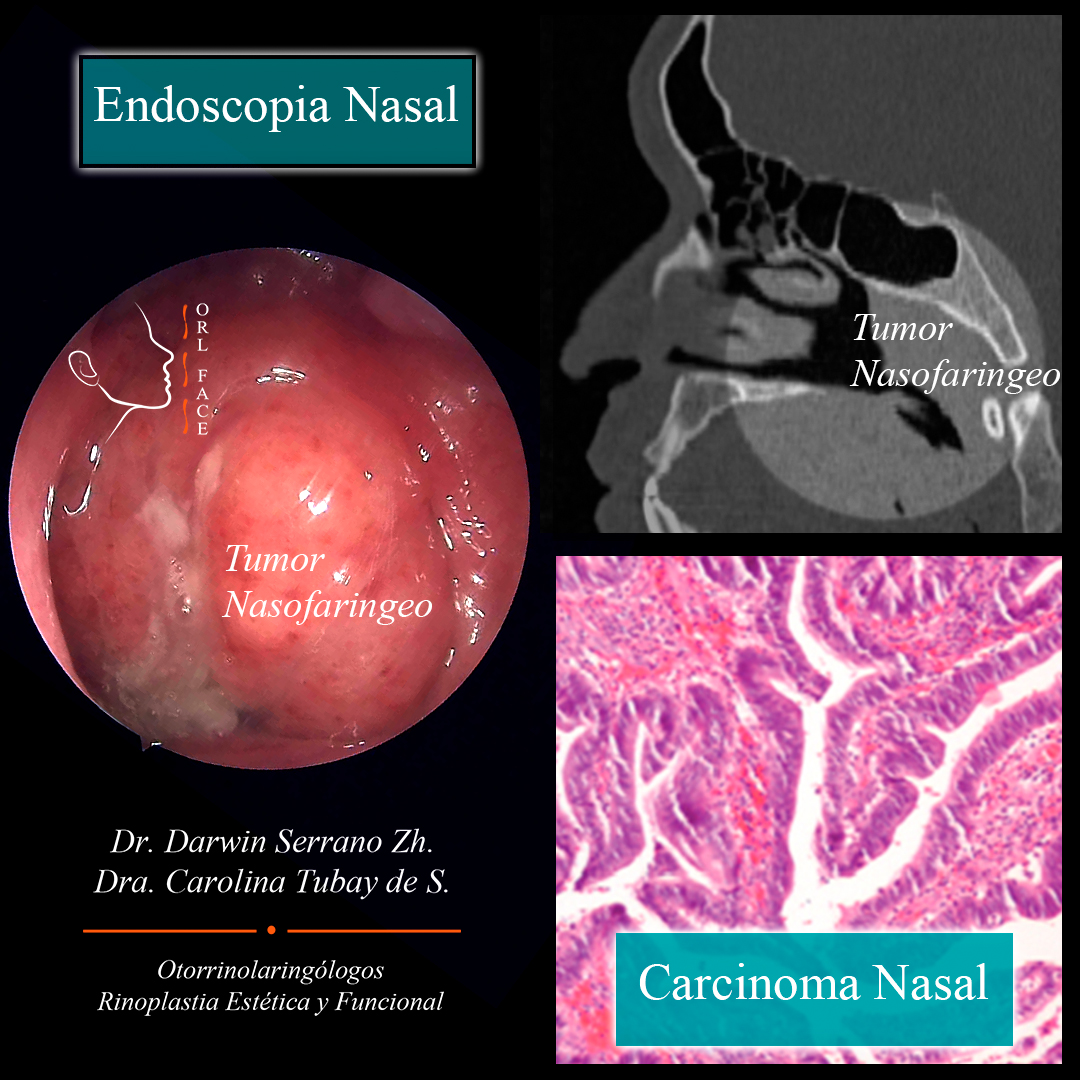 Endoscopia Nasal
ORL FACE
Tumor
Nasofaringeo
Dr. Darwin Serrano Zh.
Dra. Carolina Tubay de S.
Otorrinolaringólogos
Rinoplastia Estética y Funcional
Tumor
Nasofaringeo
Carcinoma Nasal